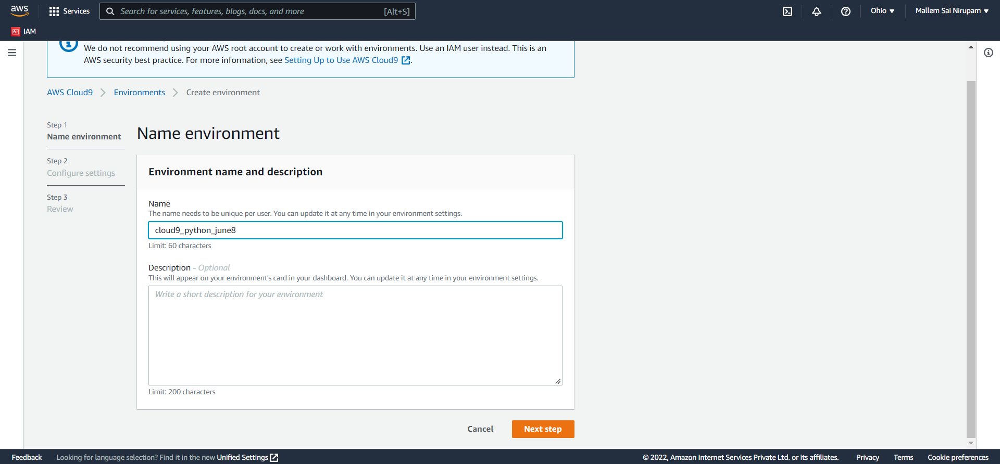 aws
Services
Search for services, features, blogs, docs, and more
[Alt+S]
Ohio
Mallem Sai Nirupam
IAM
We do not recommend using your AWS root account to create or work with environments. Use an IAM user instead. This is an
AWS security best practice. For more information, see Setting Up to Use AWS Cloud9.
AWS Cloud9
Environments
Create environment
Step 1
Name environment
Step 2
Configure settings
Step 3
Review
Name environment
Environment name and description
Name
The name needs to be unique per user. You can update it at any time in your environment settings.
cloud9_python_june8
Limit: 60 characters
Description - Optional
This will appear on your environment's card in your dashboard. You can update it at any time in your environment settings.
Write a short description for your environment
Limit: 200 characters
Cancel
Next step
Feedback
Looking for language selection? Find it in the new Unified Settings
© 2022, Amazon Internet Services Private Ltd. or its affiliates.
Privacy
Terms
Cookie preferences